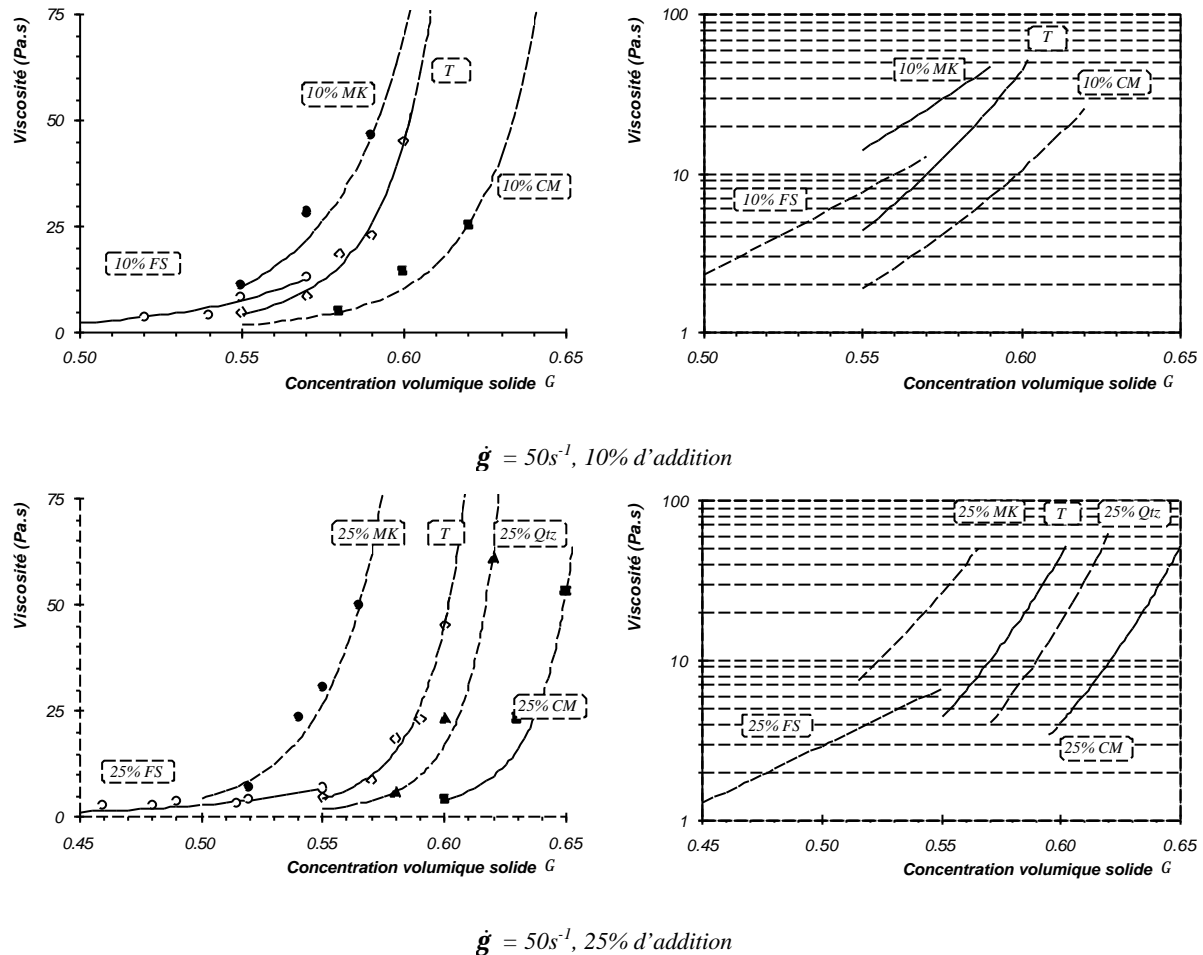 75
50
25
0
Viscosité (Pa.s)
10% MK
T
10% FS
10% CM
0.50
0.55
0.60
0.65
Concentration volumique solide G
100
10
1
Viscosité (Pa.s)
10% MK
T
10% CM
10% FS
0.50
0.55
0.60
0.65
Concentration volumique solide G
ġ = 50s⁻¹, 10% d'addition
75
50
25
0
Viscosité (Pa.s)
25% MK
T
25% Qtz
25% CM
25% FS
0.45
0.50
0.55
0.60
0.65
Concentration volumique solide G
100
10
1
Viscosité (Pa.s)
25% MK
T
25% Qtz
25% FS
25% CM
0.45
0.50
0.55
0.60
0.65
Concentration volumique solide G
ġ = 50s⁻¹, 25% d'addition